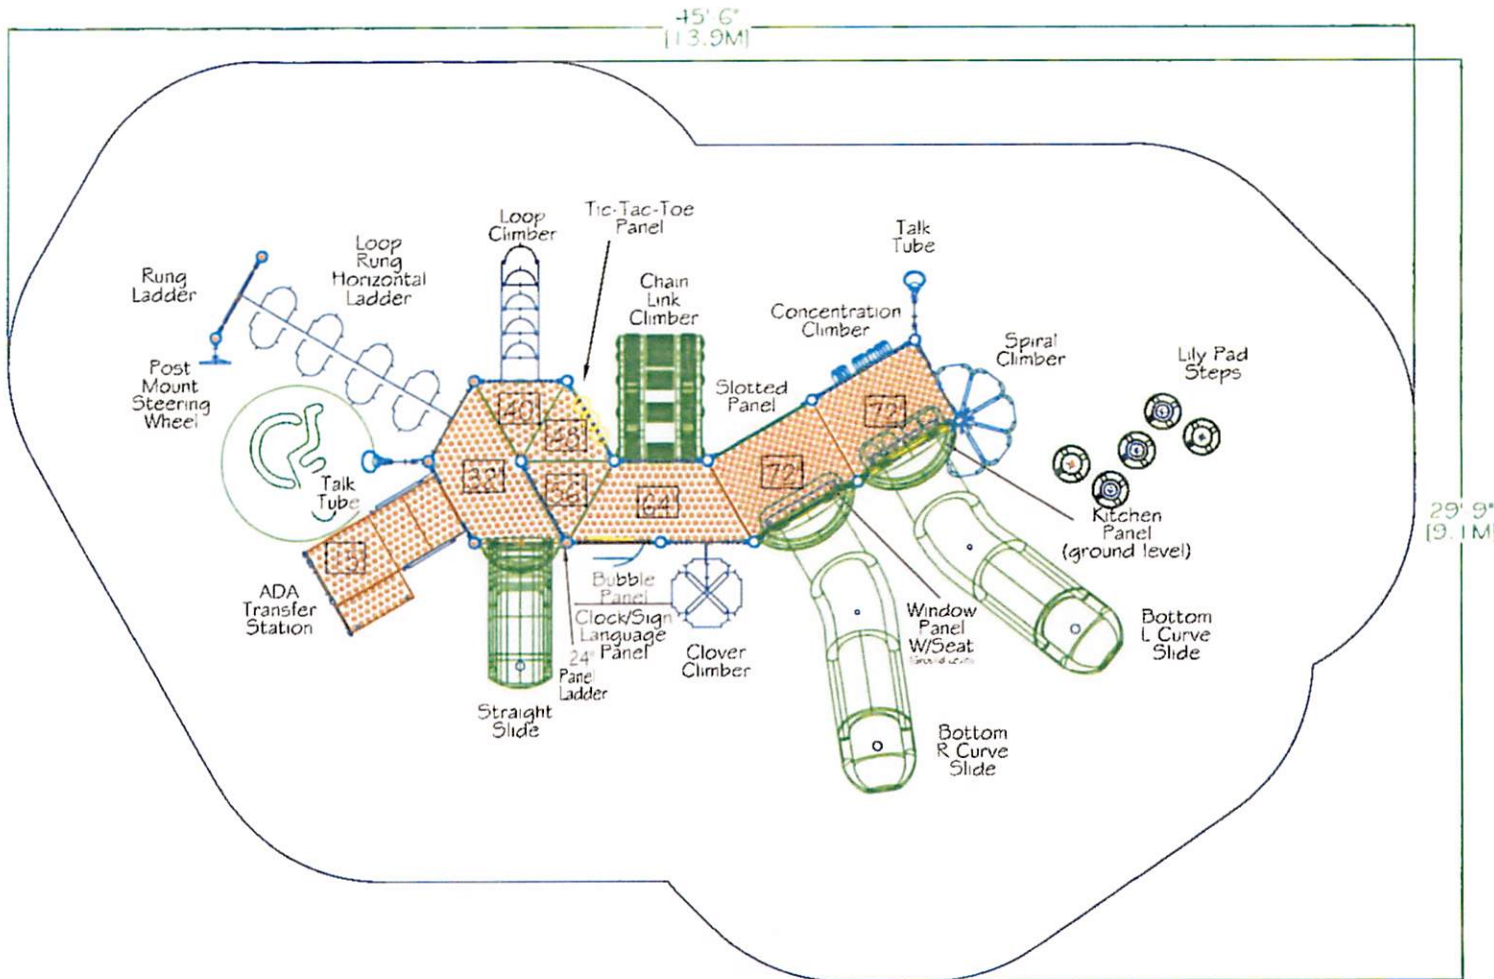 45' 6"
[13.9M]
Loop
Climber
Tic-Tac-Toe
Panel
Talk
Tube
Rung
Ladder
Loop
Rung
Horizontal
Ladder
Chain
Link
Climber
Concentration
Climber
Spiral
Climber
Lily Pad
Steps
Post
Mount
Steering
Wheel
Slotted
Panel
40
48
32
56
64
72
72
Talk
Tube
29' 9"
[9.1M]
Kitchen
Panel
(ground level)
ADA
Transfer
Station
Bubble
Panel
Clock/Sign
Language
Panel
24"
Panel
Ladder
Clover
Climber
Window
Panel
W/Seat
Bottom
L Curve
Slide
Straight
Slide
Bottom
R Curve
Slide